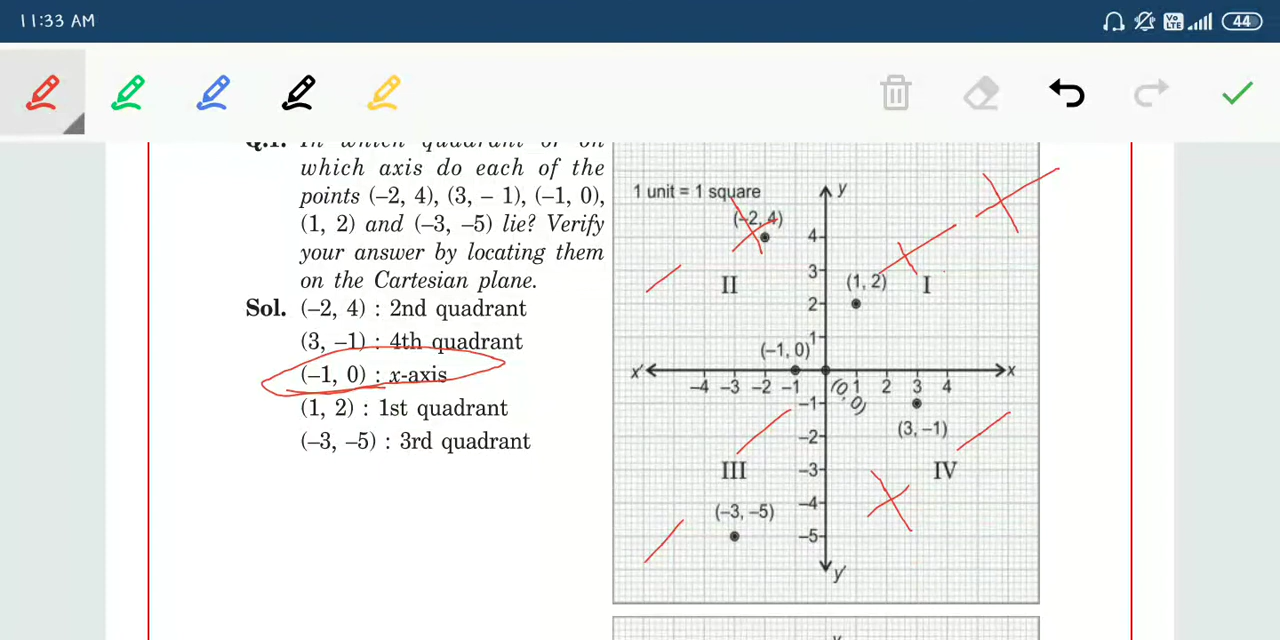 11:33 AM
Vo
LTE
44
Q.1. In which quadrant or on
which axis do each of the
points (–2, 4), (3, – 1), (–1, 0),
(1, 2) and (–3, –5) lie? Verify
your answer by locating them
on the Cartesian plane.
Sol. (–2, 4) : 2nd quadrant
(3, –1) : 4th quadrant
(–1, 0) : x-axis
(1, 2) : 1st quadrant
(–3, –5) : 3rd quadrant
1 unit = 1 square
y
(–2, 4)
4
3
II
(1, 2)
I
2
1
(–1, 0)
x′
x
–4 –3 –2 –1
(0, 0)
1 2 3 4
–1
(3, –1)
–2
III
–3
IV
–4
(–3, –5)
–5
y′
y